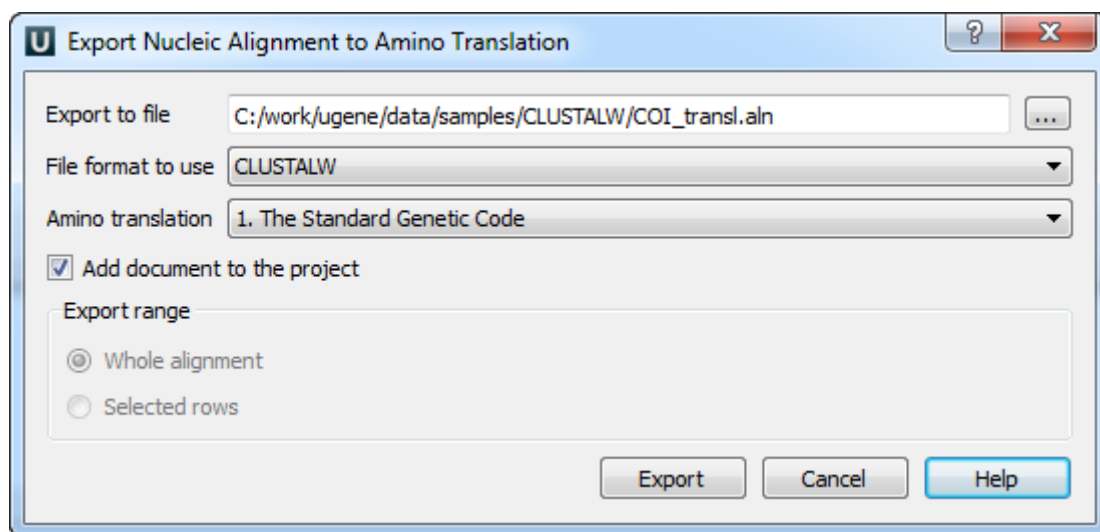 U Export Nucleic Alignment to Amino Translation ? X
Export to file C:/work/ugene/data/samples/CLUSTALW/COI_transl.aln ...
File format to use CLUSTALW
Amino translation 1. The Standard Genetic Code
Add document to the project
Export range
Whole alignment
Selected rows
Export Cancel Help